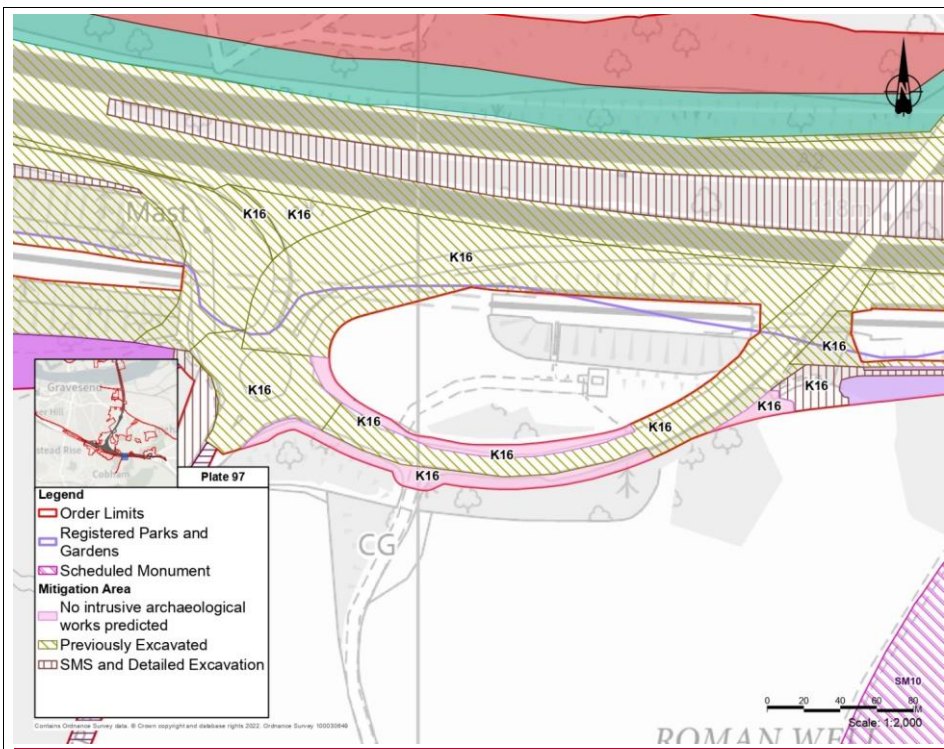 N
A2
118m
Mast
K16
K16
K16
K16
K16
K16
K16
K16
K16
K16
K16
CG
Gravesend
Cobham
Plate 97
Legend
Order Limits
Registered Parks and
Gardens
Scheduled Monument
Mitigation Area
No intrusive archaeological
works predicted
Previously Excavated
SMS and Detailed Excavation
SM10
0 20 40 60 80
M
Scale: 1:2,000
Contains Ordnance Survey data. © Crown copyright and database rights 2022. Ordnance Survey 100030649
ROMAN